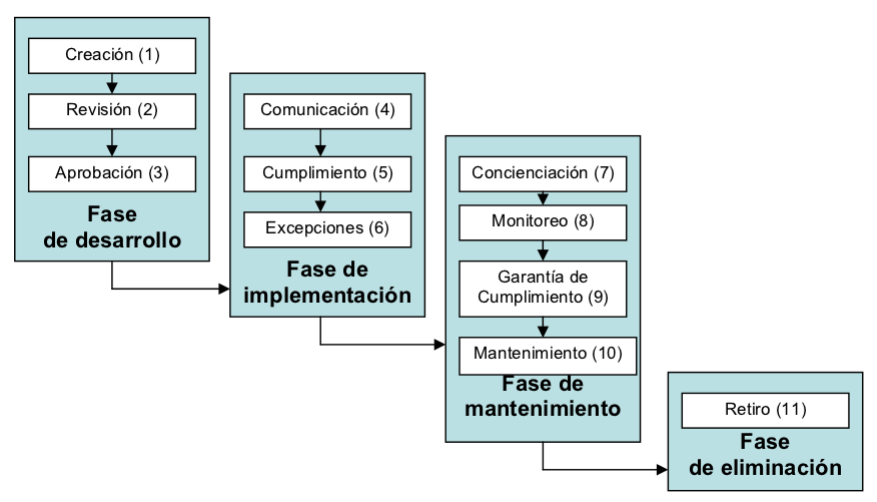 Creación (1)
Revisión (2)
Aprobación (3)
Fase
de desarrollo
Comunicación (4)
Cumplimiento (5)
Excepciones (6)
Fase de
implementación
Concienciación (7)
Monitoreo (8)
Garantía de
Cumplimiento (9)
Mantenimiento (10)
Fase de
mantenimiento
Retiro (11)
Fase
de eliminación